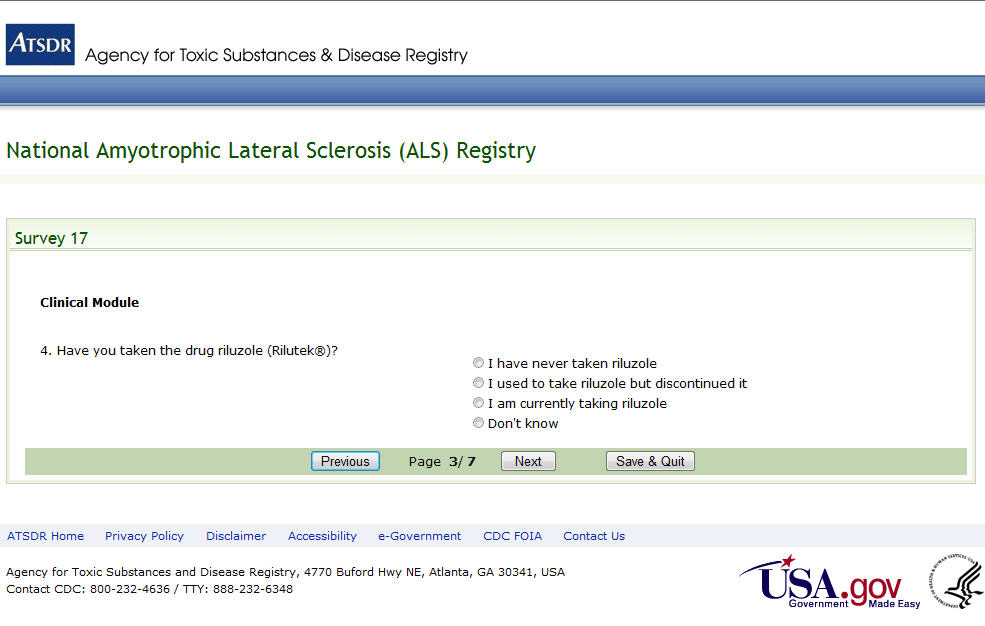 ATSDR
Agency for Toxic Substances & Disease Registry
National Amyotrophic Lateral Sclerosis (ALS) Registry
Survey 17
Clinical Module
4. Have you taken the drug riluzole (Rilutek®)?
I have never taken riluzole
I used to take riluzole but discontinued it
I am currently taking riluzole
Don't know
Previous Page 3/ 7 Next Save & Quit
ATSDR Home Privacy Policy Disclaimer Accessibility e-Government CDC FOIA Contact Us
Agency for Toxic Substances and Disease Registry, 4770 Buford Hwy NE, Atlanta, GA 30341, USA
Contact CDC: 800-232-4636 / TTY: 888-232-6348
USA.gov
Government Made Easy